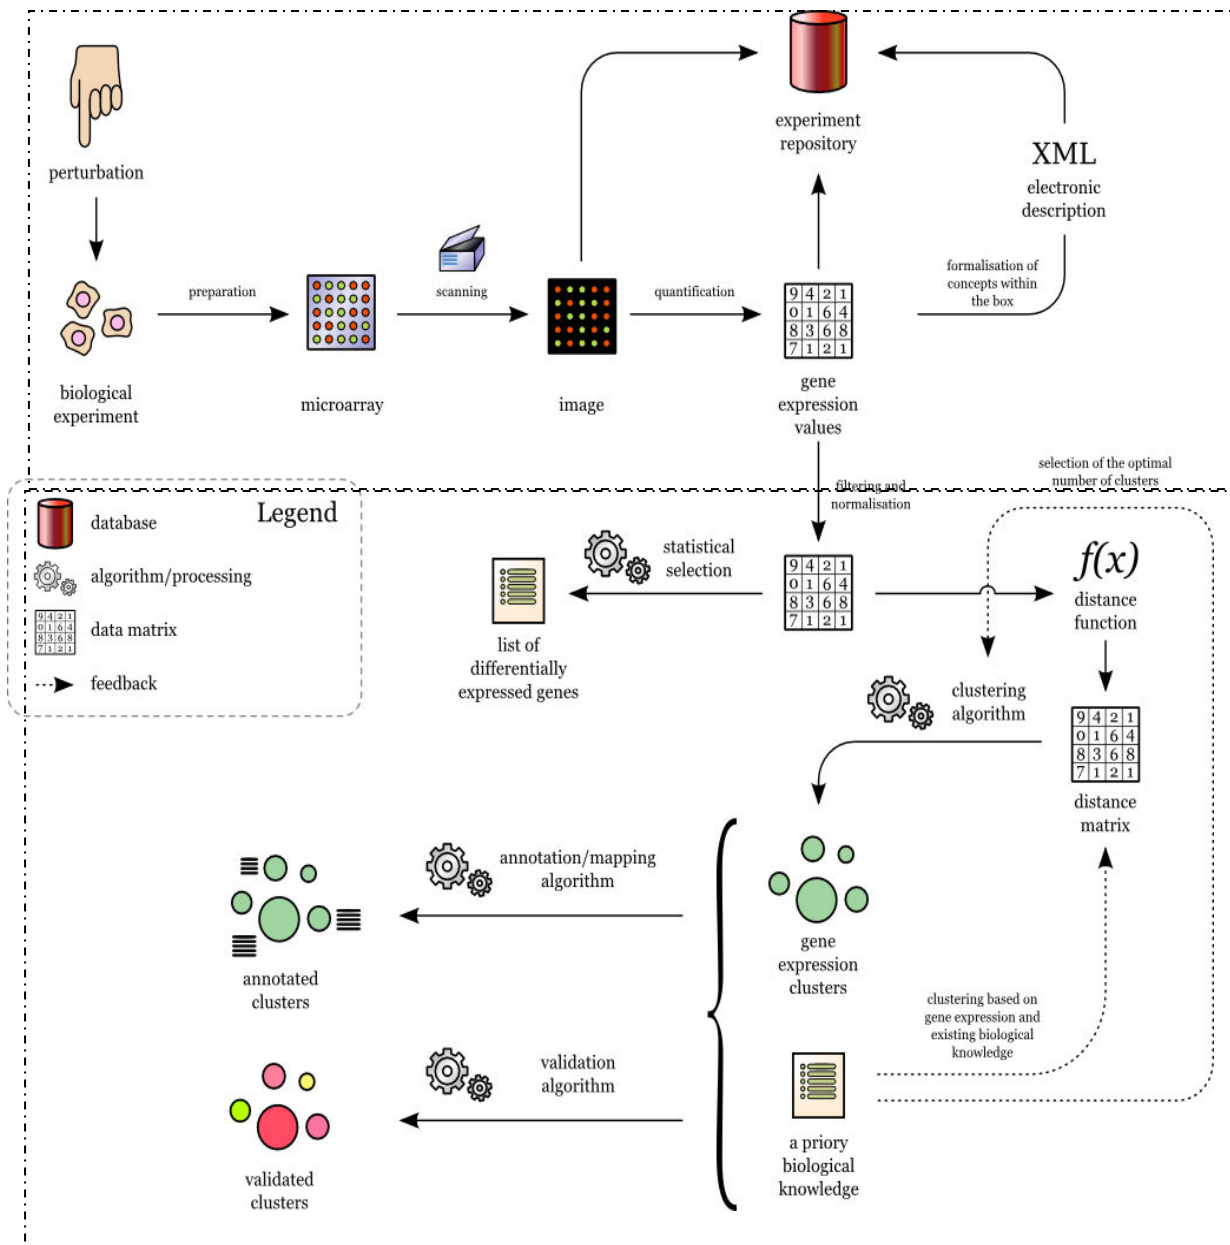 experiment
repository
perturbation
XML
electronic
description
preparation
scanning
quantification
formalisation of
concepts within
the box
9 4 2 1
0 1 6 4
8 3 6 8
7 1 2 1
biological
experiment
microarray
image
gene
expression
values
selection of the optimal
number of clusters
filtering and
normalisation
Legend
database
algorithm/processing
9 4 2 1
0 1 6 4
8 3 6 8
7 1 2 1
data matrix
feedback
statistical
selection
9 4 2 1
0 1 6 4
8 3 6 8
7 1 2 1
f(x)
distance
function
list of
differentially
expressed genes
clustering
algorithm
9 4 2 1
0 1 6 4
8 3 6 8
7 1 2 1
distance
matrix
annotation/mapping
algorithm
annotated
clusters
gene
expression
clusters
clustering based on
gene expression and
existing biological
knowledge
validation
algorithm
validated
clusters
a priory
biological
knowledge